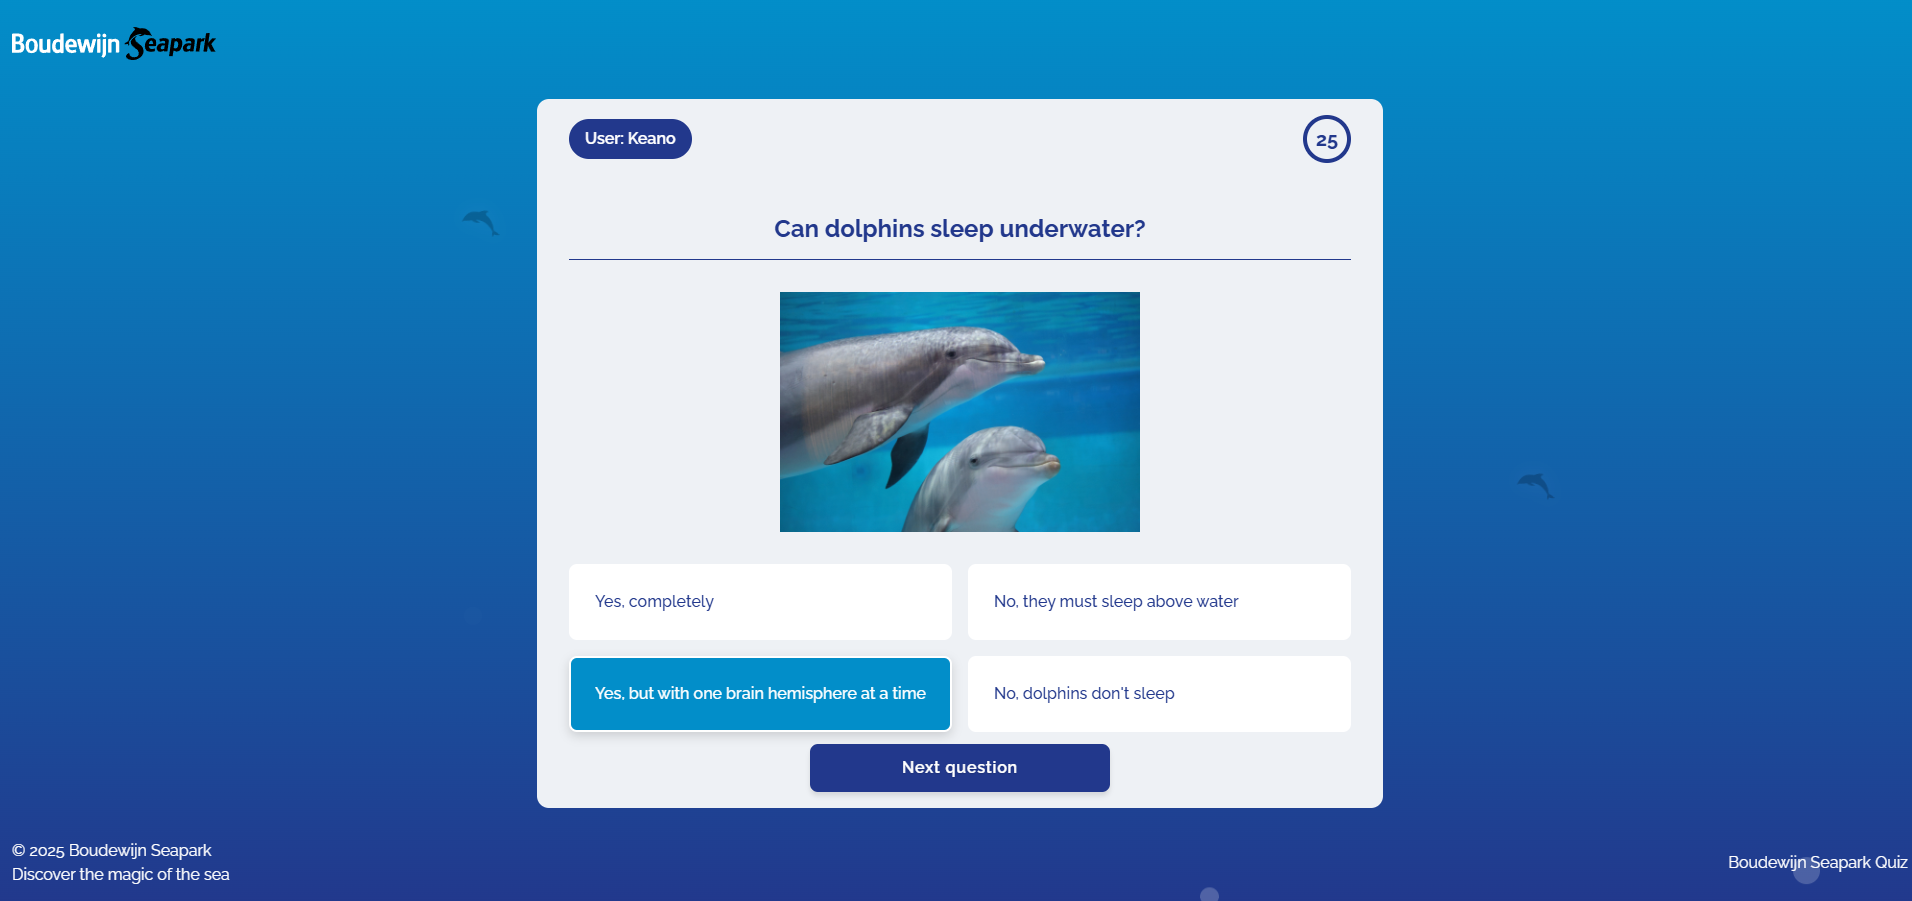 Boudewijn Seapark
User: Keano
25
Can dolphins sleep underwater?
Yes, completely
No, they must sleep above water
Yes, but with one brain hemisphere at a time
No, dolphins don't sleep
Next question
© 2025 Boudewijn Seapark
Discover the magic of the sea
Boudewijn Seapark Quiz